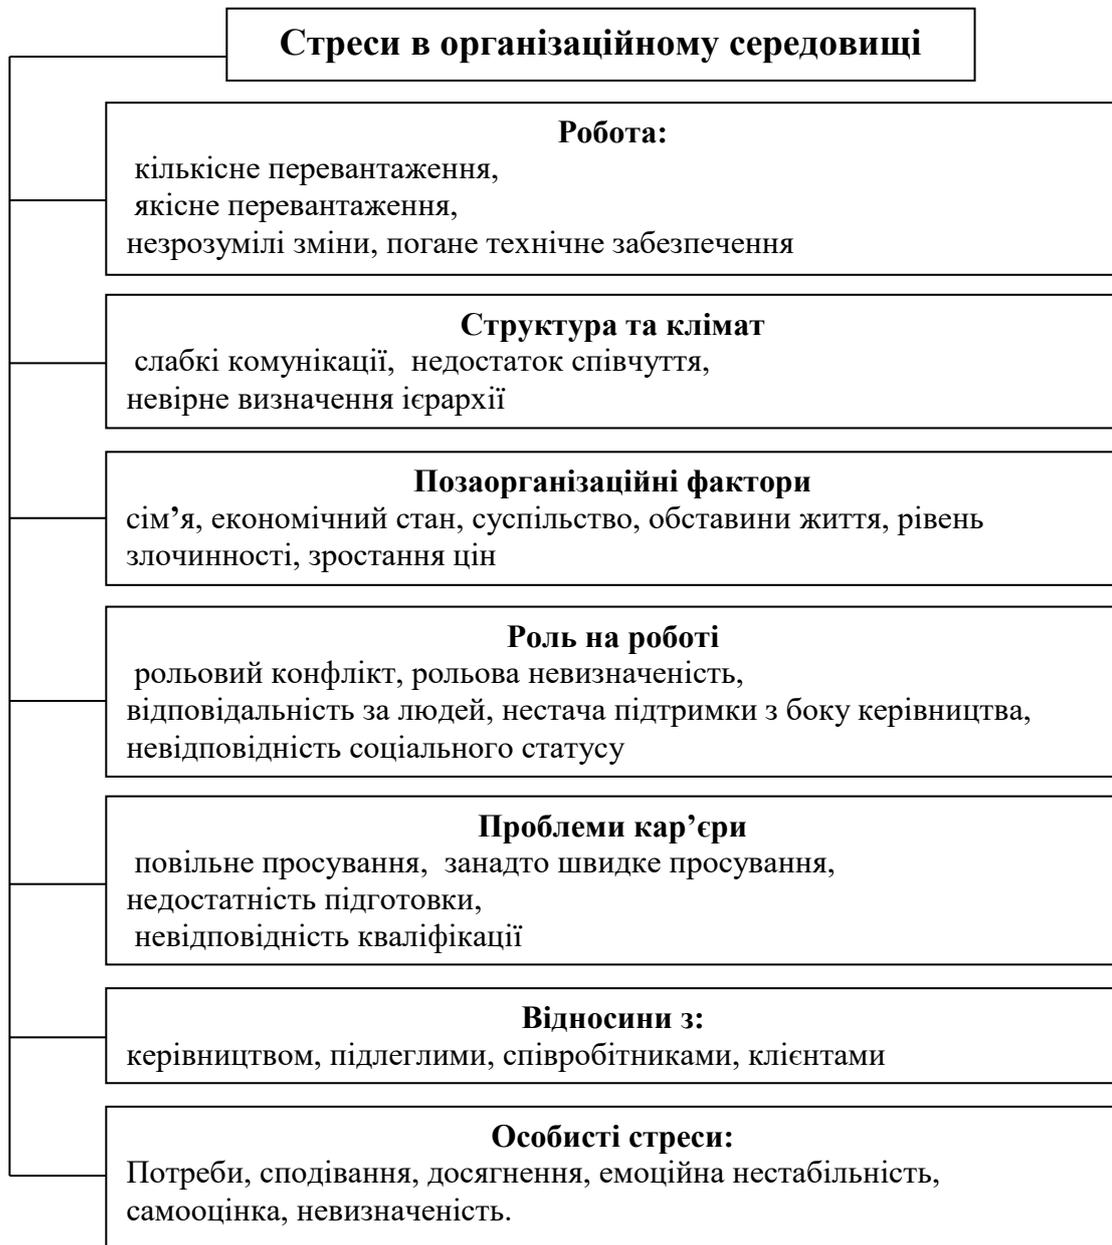 Стреси в організаційному середовищі
Робота:
кількісне перевантаження,
якісне перевантаження,
незрозумілі зміни, погане технічне забезпечення
Структура та клімат
слабкі комунікації, недостаток співчуття,
невірне визначення ієрархії
Позаорганізаційні фактори
сім’я, економічний стан, суспільство, обставини життя, рівень
злочинності, зростання цін
Роль на роботі
рольовий конфлікт, рольова невизначеність,
відповідальність за людей, нестача підтримки з боку керівництва,
невідповідність соціального статусу
Проблеми кар’єри
повільне просування, занадто швидке просування,
недостатність підготовки,
невідповідність кваліфікації
Відносини з:
керівництвом, підлеглими, співробітниками, клієнтами
Особисті стреси:
Потреби, сподівання, досягнення, емоційна нестабільність,
самооцінка, невизначеність.